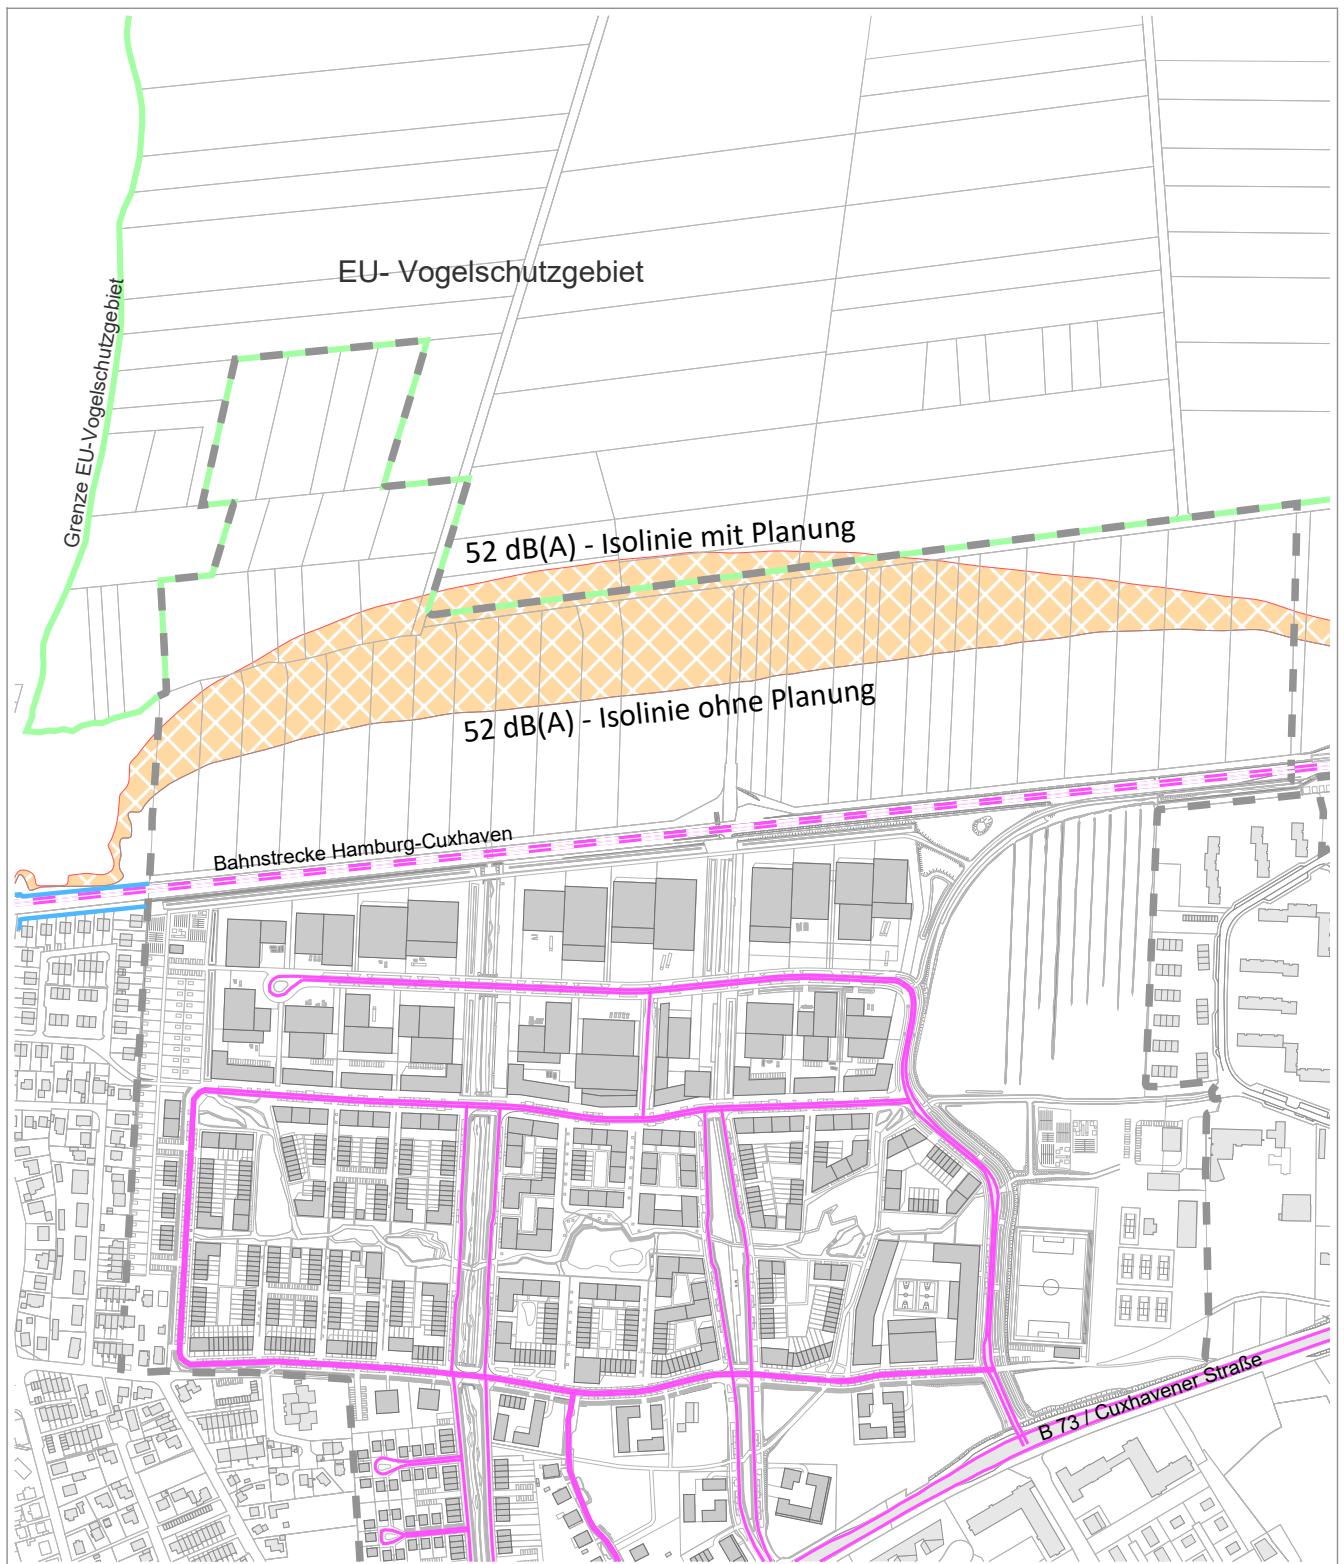 EU- Vogelschutzgebiet
Grenze EU-Vogelschutzgebiet
52 dB(A) - Isolinie mit Planung
52 dB(A) - Isolinie ohne Planung
Bahnstrecke Hamburg-Cuxhaven
B 73 / Cuxhavener Straße